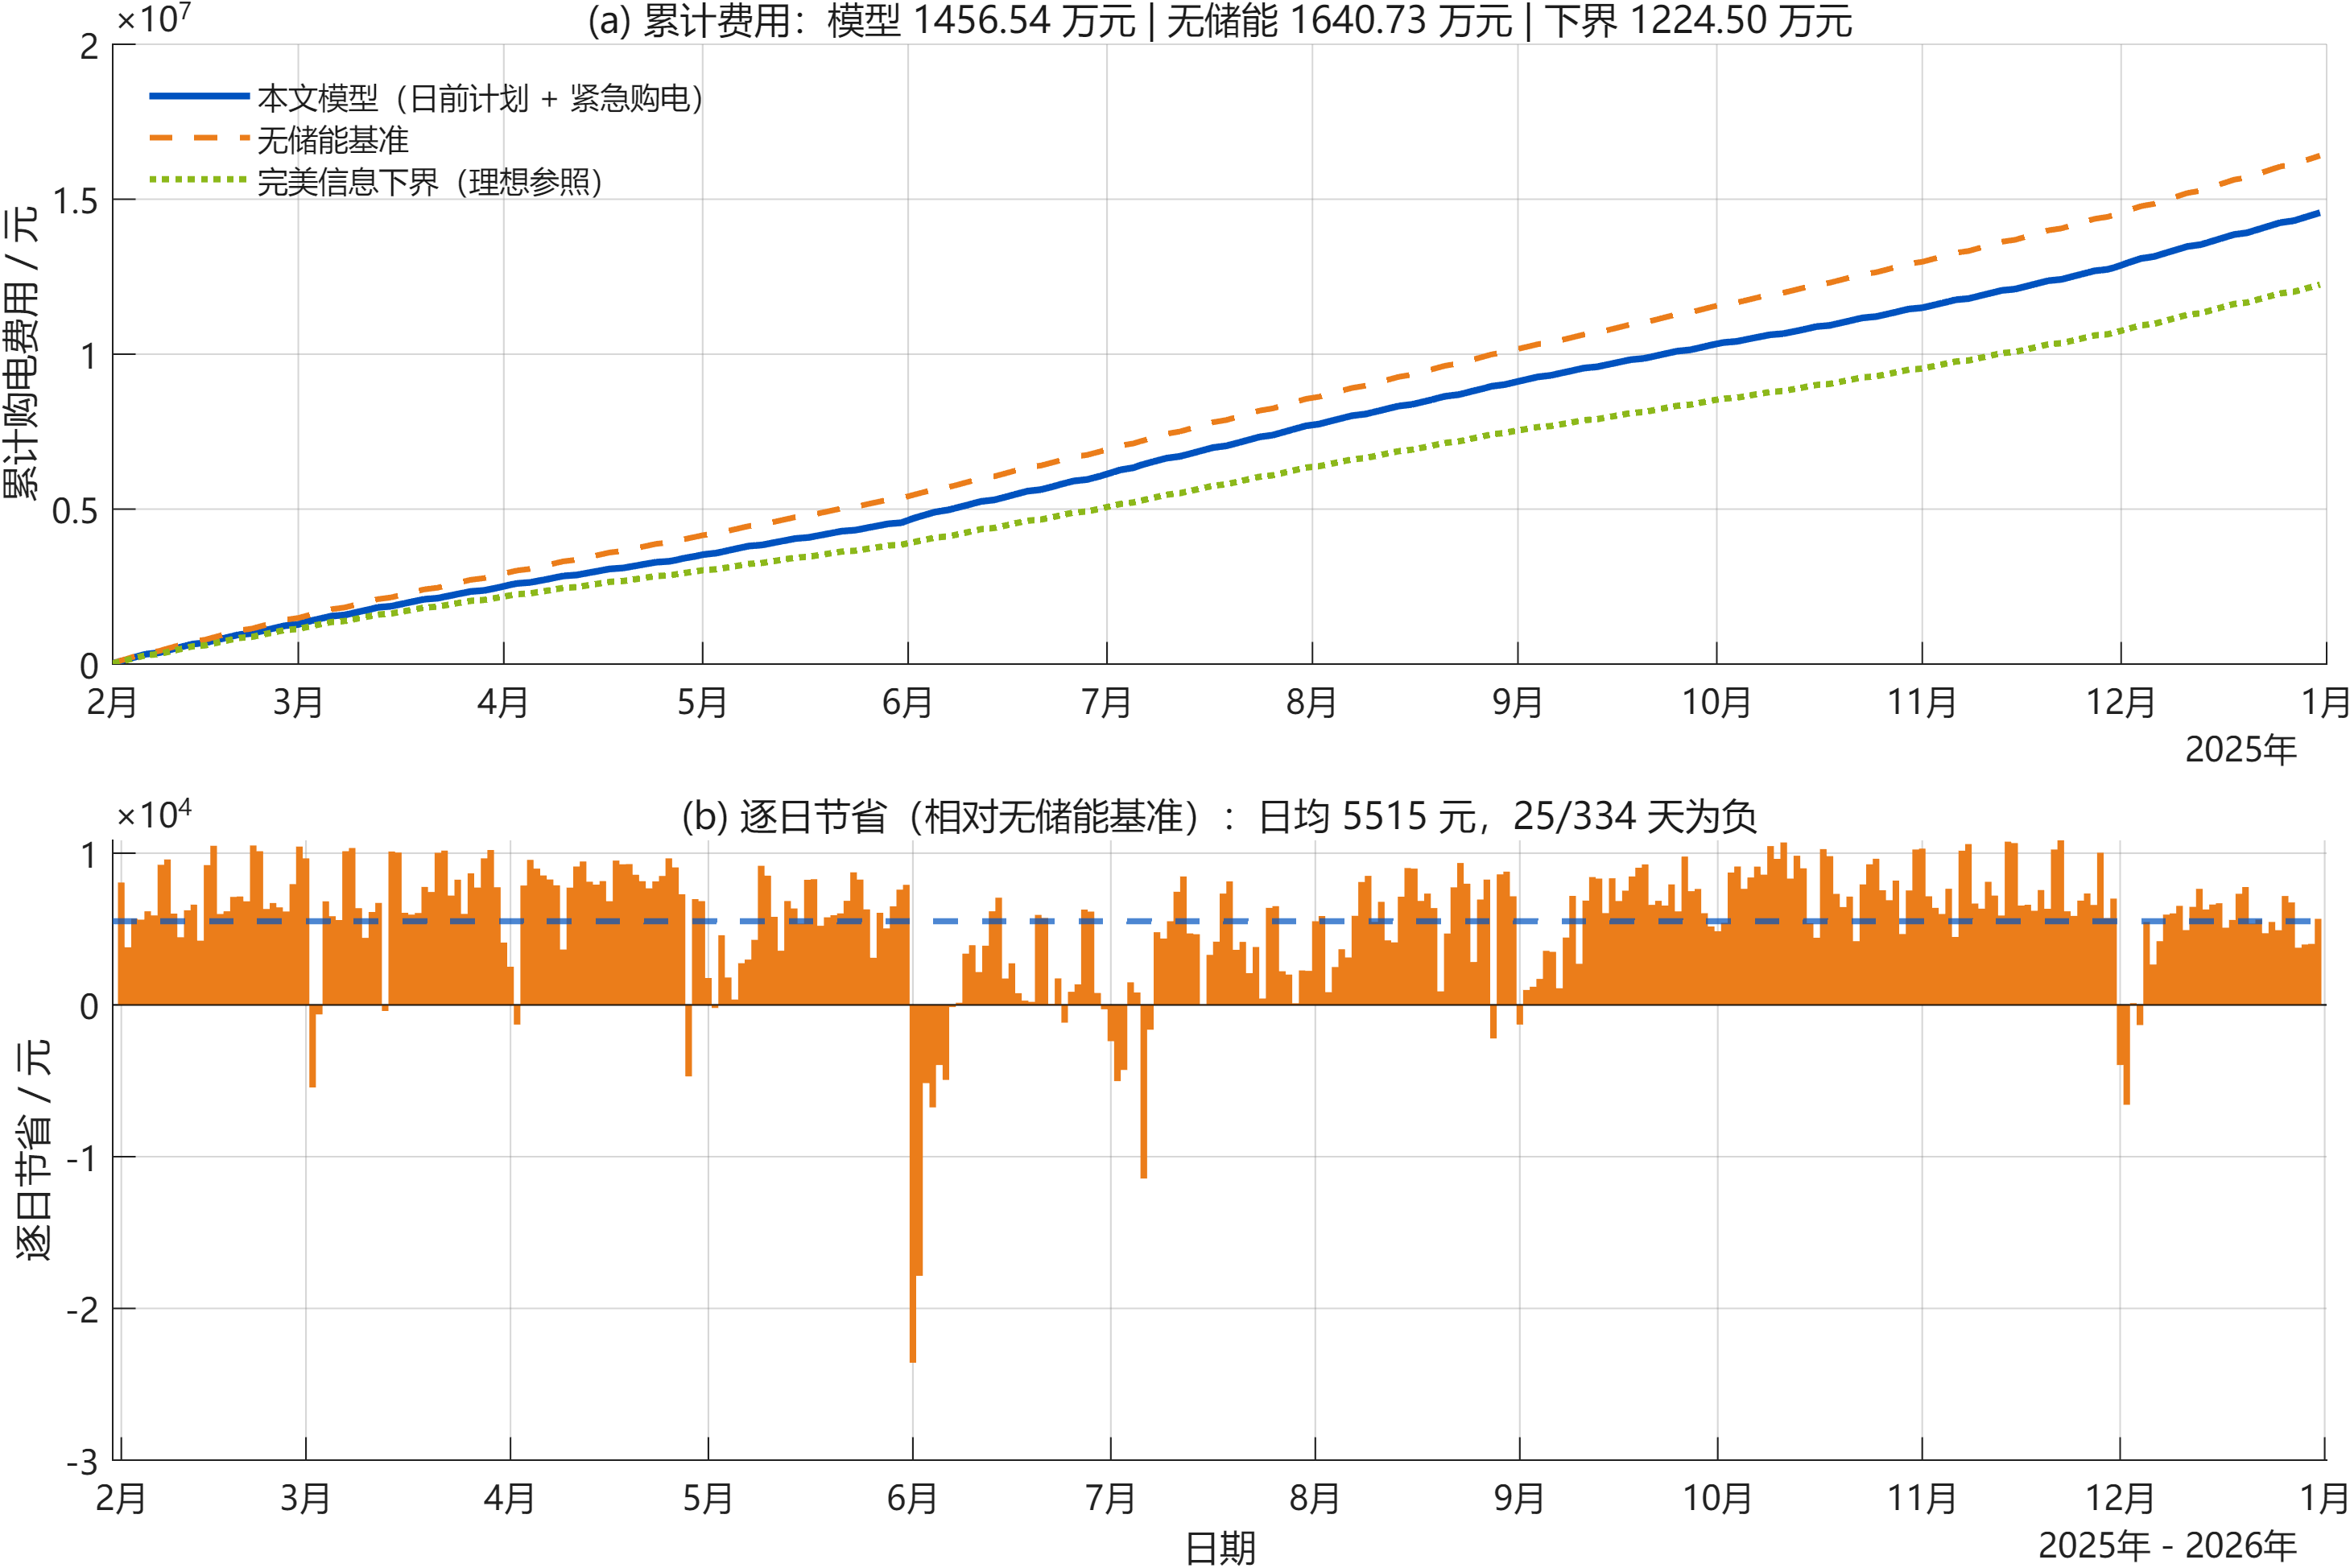 (a) 累计费用：模型 1456.54 万元 | 无储能 1640.73 万元 | 下界 1224.50 万元
×10⁷
2
1.5
1
0.5
0
累计购电费用 / 元
本文模型（日前计划 + 紧急购电）
无储能基准
完美信息下界（理想参照）
2月 3月 4月 5月 6月 7月 8月 9月 10月 11月 12月 1月
2025年
(b) 逐日节省（相对无储能基准）：日均 5515 元，25/334 天为负
×10⁴
1
0
-1
-2
-3
逐日节省 / 元
2月 3月 4月 5月 6月 7月 8月 9月 10月 11月 12月 1月
日期
2025年 - 2026年